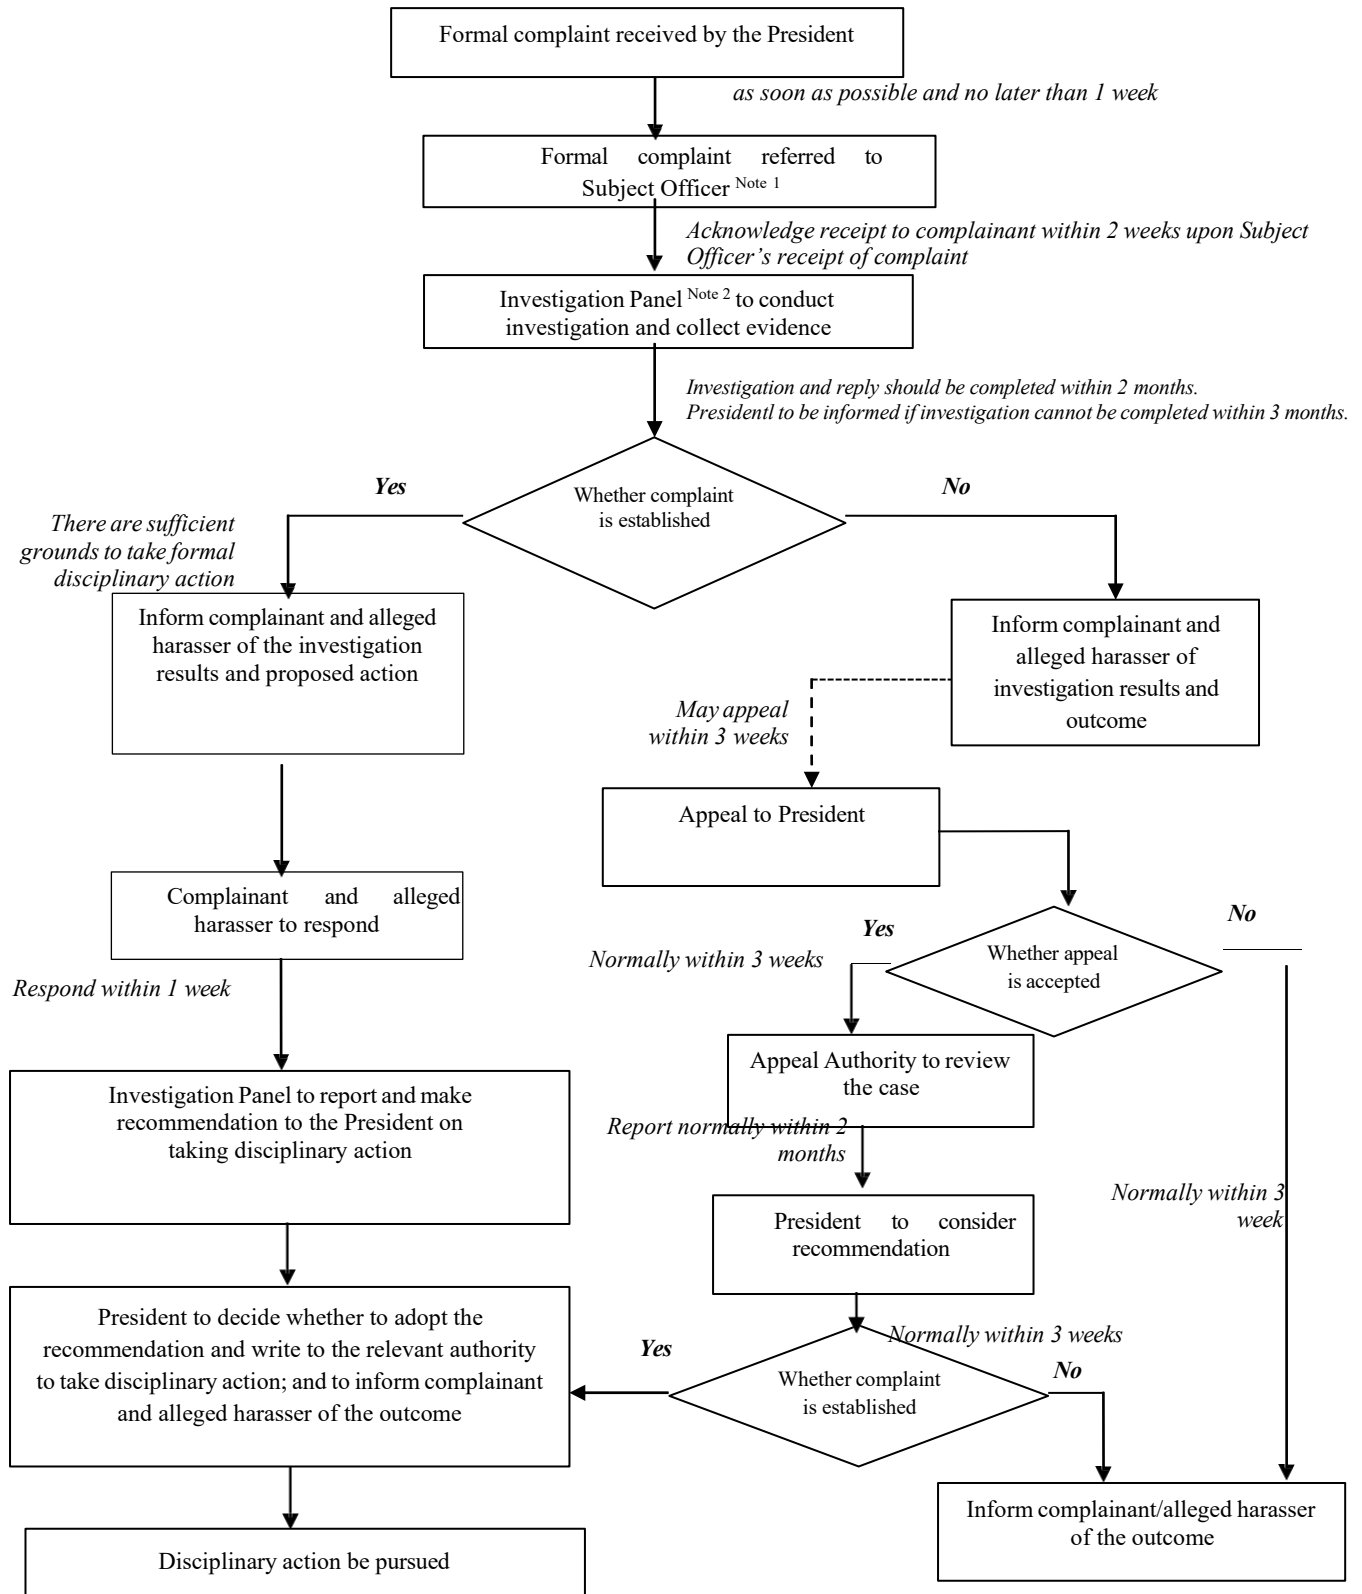 Formal complaint received by the President
as soon as possible and no later than 1 week
Formal complaint referred to
Subject Officer Note 1
Acknowledge receipt to complainant within 2 weeks upon Subject
Officer’s receipt of complaint
Investigation Panel Note 2 to conduct
investigation and collect evidence
Investigation and reply should be completed within 2 months.
Presidentl to be informed if investigation cannot be completed within 3 months.
Whether complaint
is established
Yes
No
There are sufficient
grounds to take formal
disciplinary action
Inform complainant and alleged
harasser of the investigation
results and proposed action
Inform complainant and
alleged harasser of
investigation results and
outcome
May appeal
within 3 weeks
Appeal to President
Complainant and alleged
harasser to respond
Respond within 1 week
Whether appeal
is accepted
Yes
No
Normally within 3 weeks
Appeal Authority to review
the case
Report normally within 2
months
Investigation Panel to report and make
recommendation to the President on
taking disciplinary action
President to consider
recommendation
Normally within 3
week
President to decide whether to adopt the
recommendation and write to the relevant authority
to take disciplinary action; and to inform complainant
and alleged harasser of the outcome
Normally within 3 weeks
Yes
No
Whether complaint
is established
Inform complainant/alleged harasser
of the outcome
Disciplinary action be pursued